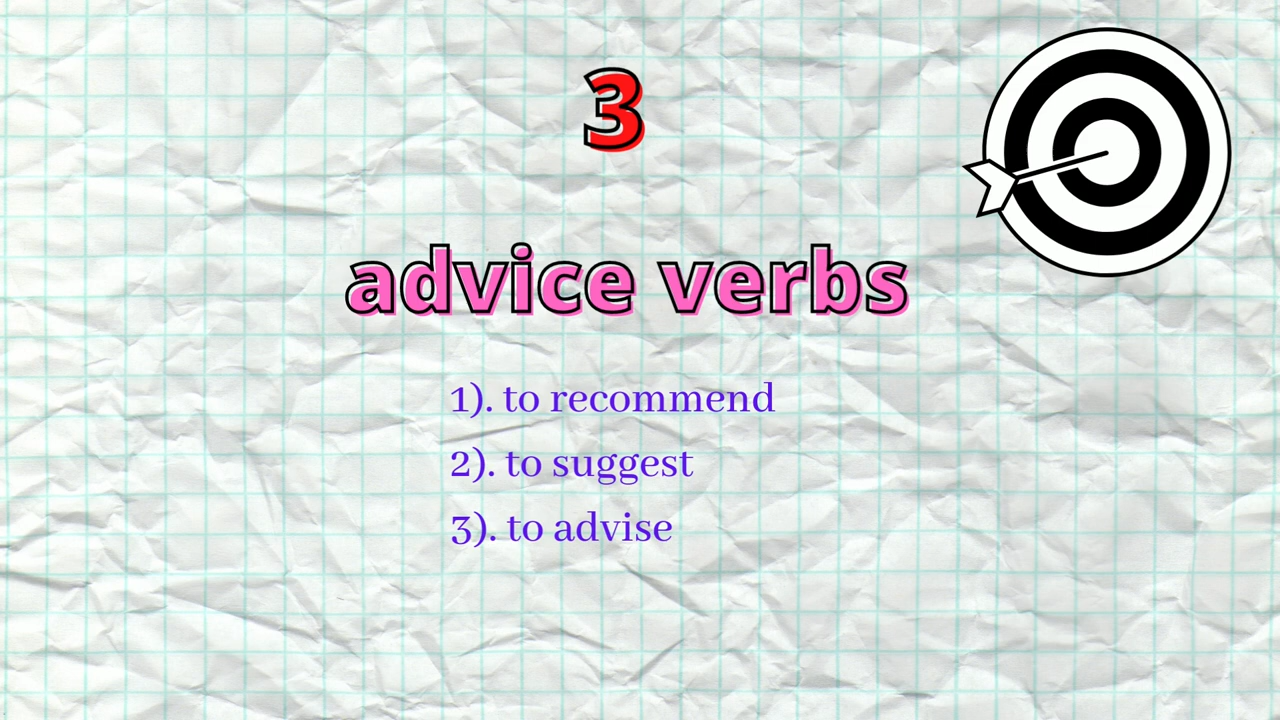 3
advice verbs
1). to recommend
2). to suggest
3). to advise